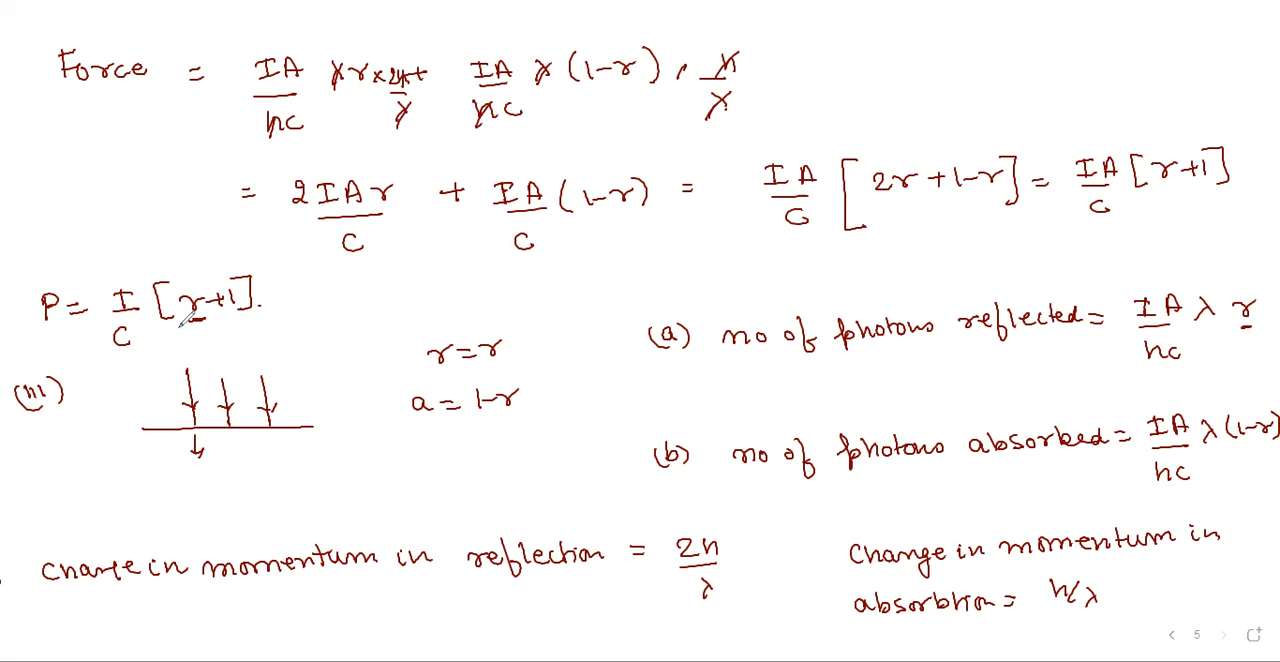 Force = IA/hc λr × 2h/λ + IA/hc λ(1-r), h/λ
= 2IAr/C + IA/C (1-r) = IA/C [2r+1-r] = IA/C [r+1]
P = I/C [r+1].
(a) no of photons reflected = IA/hc λ r
r = r
(III)
a = 1-r
(b) no of photons absorbed = IA/hc λ(1-r)
Change in momentum in reflection = 2h/λ
Change in momentum in
absorbtion = h/λ
< 5 >